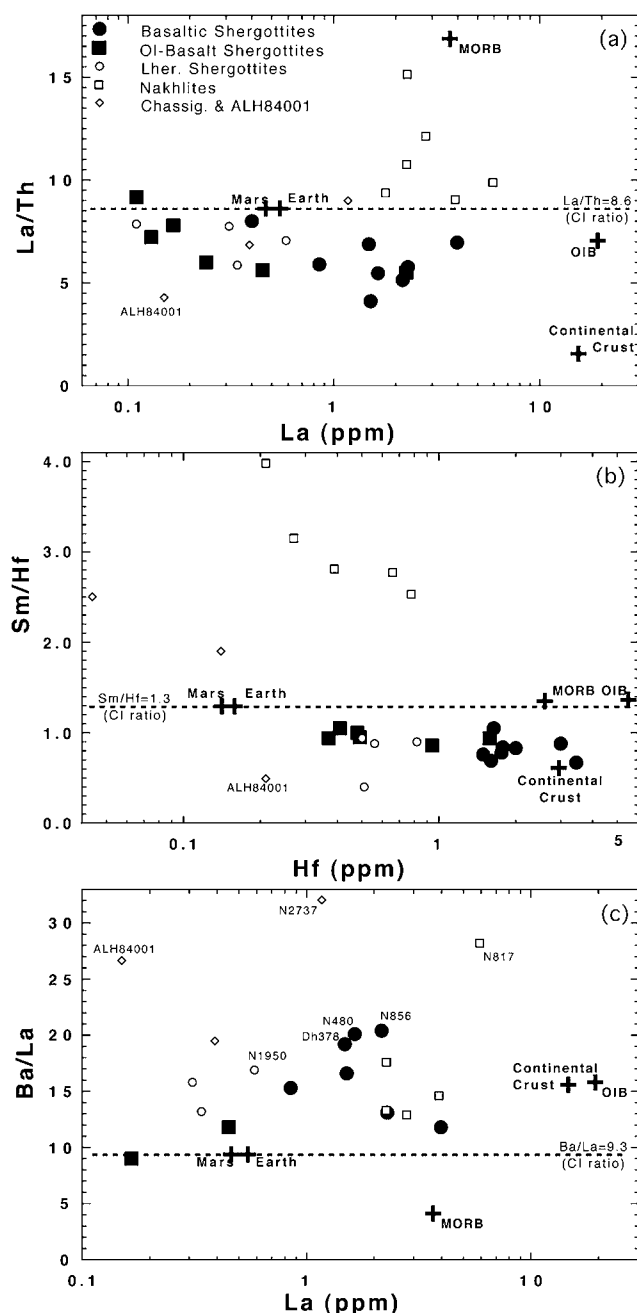 (a)
Basaltic Shergottites
Ol-Basalt Shergottites
Lher. Shergottites
Nakhlites
Chassig. & ALH84001
MORB
15
10
5
0
La/Th
Mars Earth
La/Th=8.6
(CI ratio)
OIB
ALH84001
Continental
Crust
0.1 1 10
La (ppm)
(b)
4.0
3.0
2.0
1.0
0.0
Sm/Hf
Sm/Hf=1.3
(CI ratio)
Mars Earth
MORB OIB
ALH84001
Continental
Crust
0.1 1 5
Hf (ppm)
(c)
30
25
20
15
10
5
0
Ba/La
N2737
ALH84001
N817
N480
N856
Dh378
N1950
Continental
Crust
OIB
Mars Earth
Ba/La=9.3
(CI ratio)
MORB
0.1 1 10
La (ppm)